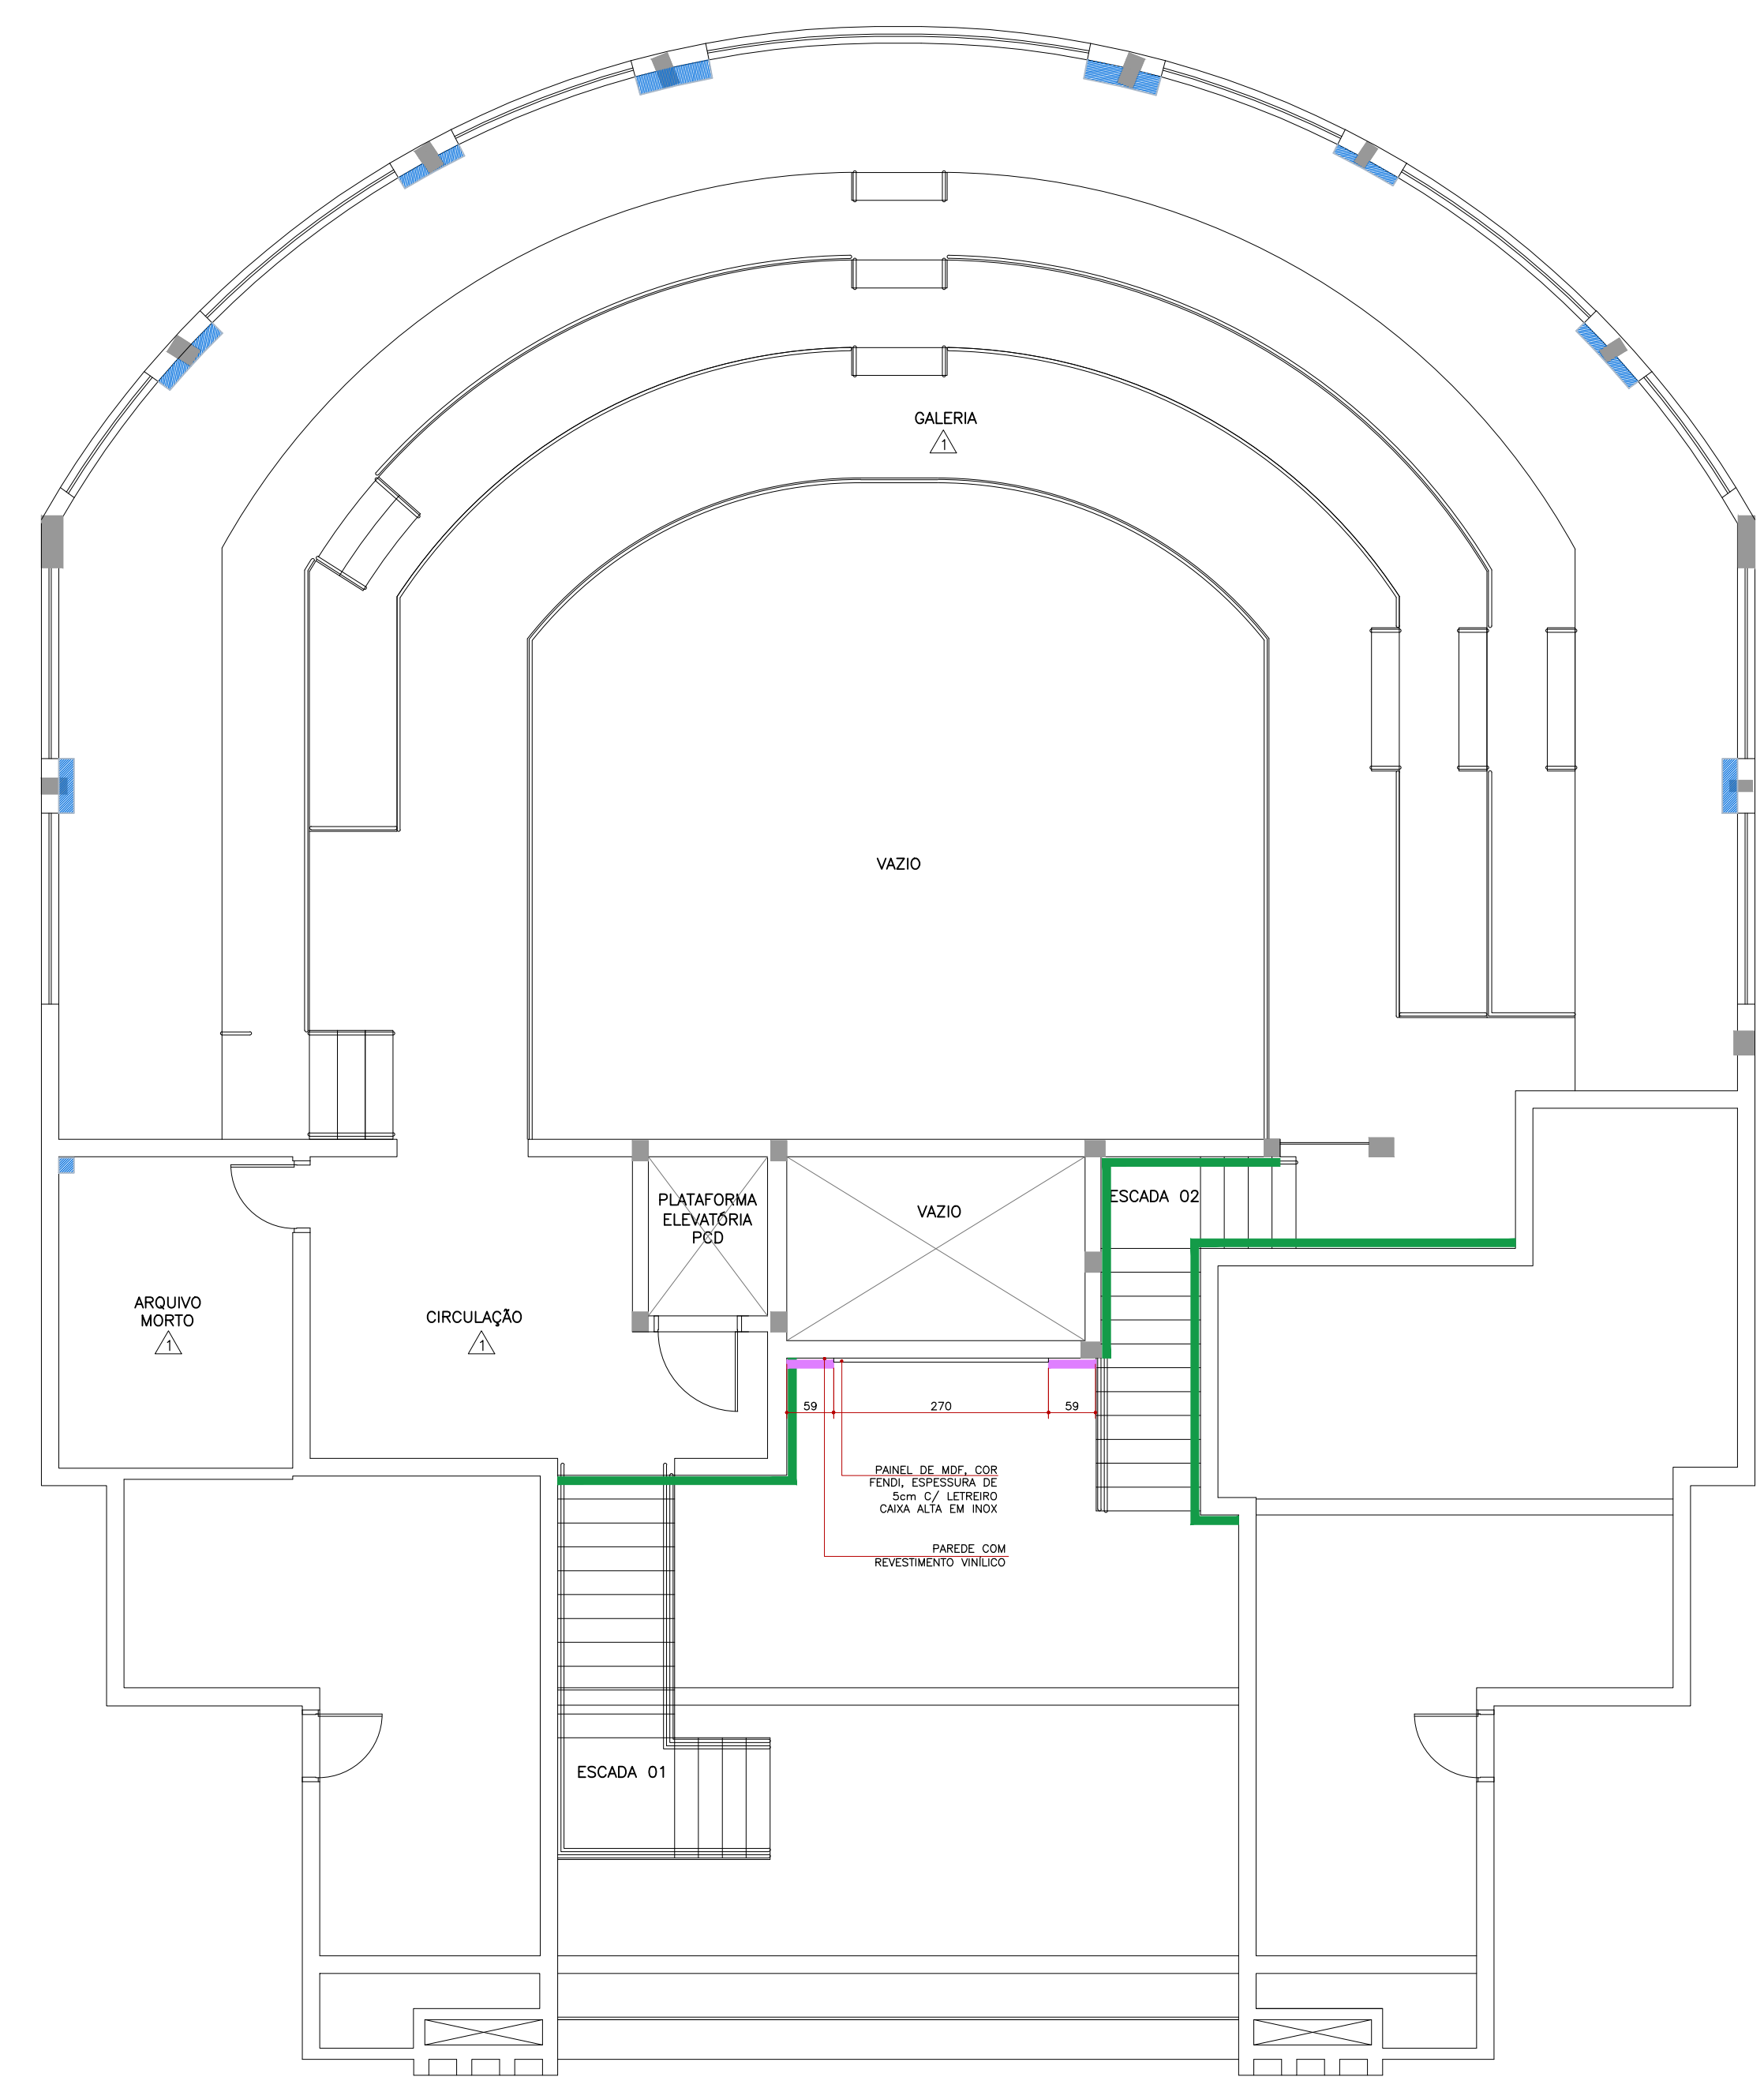 GALERIA
1
VAZIO
PLATAFORMA
ELEVATÓRIA
PCD
VAZIO
ESCADA 02
ARQUIVO
MORTO
1
CIRCULAÇÃO
1
59
270
59
PAINEL DE MDF, COR
FENDI, ESPESSURA DE
5cm C/ LETREIRO
CAIXA ALTA EM INOX
PAREDE COM
REVESTIMENTO VINÍLICO
ESCADA 01